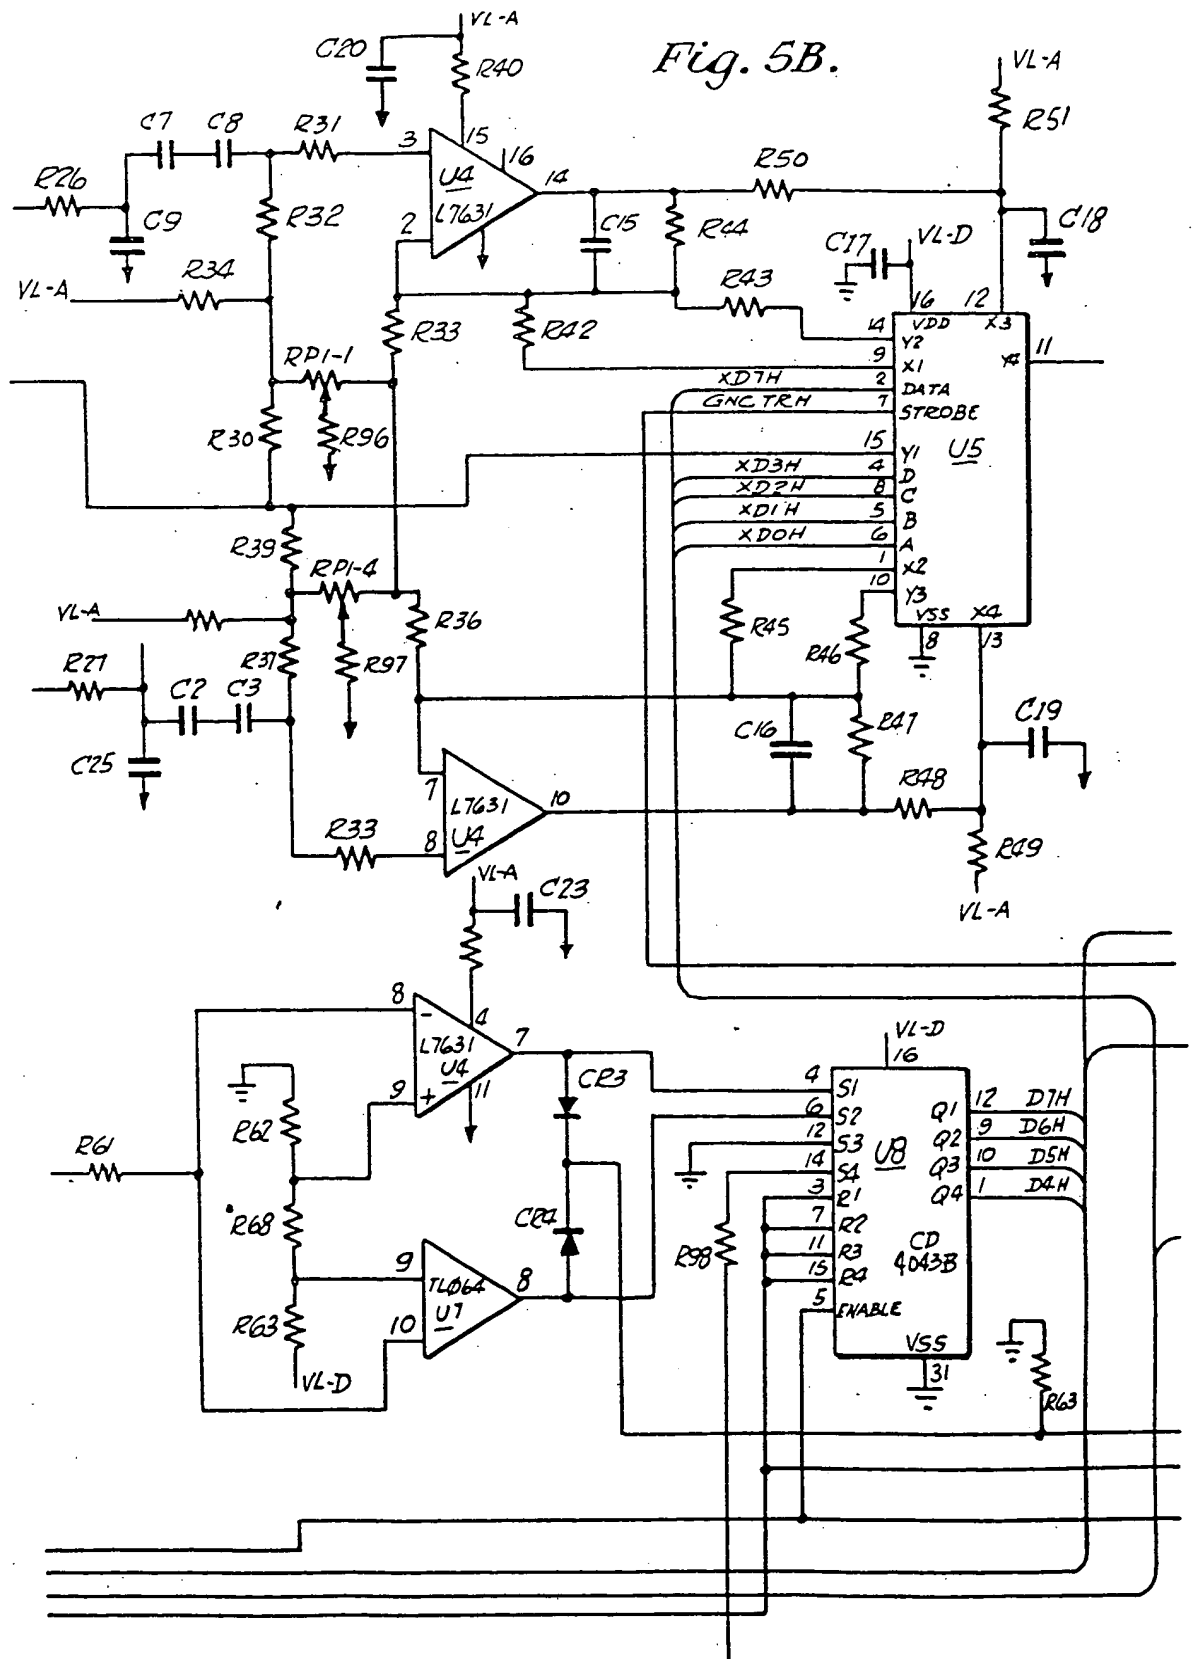 VL-A
C20
R40
Fig. 5B.
VL-A
R51
C7 C8 R31 3 15 16
U4
L7631
14
R50
R26
C9
R32
2
C15
R44
C17
VL-D
C18
R34
VL-A
R33
R42
R43
16 12
VDD X3
14 Y2
9 X1
Y4 11
RP1-1
XD7H 2 DATA
GNCTRH 7 STROBE
R30
R96
15 Y1
U5
XD3H 4 D
XD2H 8 C
XD1H 5 B
XD0H 6 A
R39
RP1-4
1 X2
10 Y3
VL-A
R36
R45
R46
VSS X4
8 13
R37
R97
R27
C2 C3
C25
C16
R47
C19
7
L7631
U4
10
R48
R33
8
R49
VL-A
C23
VL-A
8
-
4
L7631
U4
7
9
+
11
CR3
VL-D
16
R62
4 S1
6 S2
12 S3
14 S4
3 R1
7 R2
11 R3
15 R4
5 ENABLE
U8
CD
4043B
Q1 12 D7H
Q2 9 D6H
Q3 10 D5H
Q4 1 D4H
R61
R68
CR4
R98
9
TL064
U7
8
10
R63
VL-D
VSS
31
R63